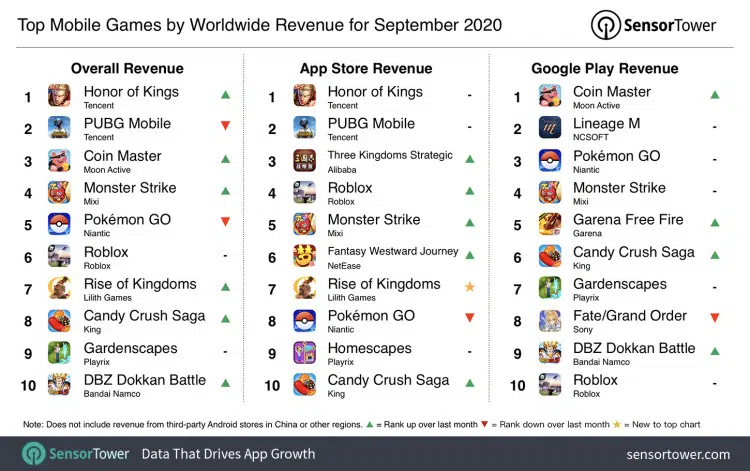 Top Mobile Games by Worldwide Revenue for September 2020
SensorTower
Overall Revenue
1 Honor of Kings ▲
Tencent
2 PUBG Mobile ▼
Tencent
3 Coin Master ▲
Moon Active
4 Monster Strike ▲
Mixi
5 Pokémon GO ▼
Niantic
6 Roblox -
Roblox
7 Rise of Kingdoms ▲
Lilith Games
8 Candy Crush Saga ▲
King
9 Gardenscapes -
Playrix
10 DBZ Dokkan Battle ▲
Bandai Namco
App Store Revenue
1 Honor of Kings -
Tencent
2 PUBG Mobile -
Tencent
3 Three Kingdoms Strategic ▲
Alibaba
4 Roblox ▲
Roblox
5 Monster Strike ▲
Mixi
6 Fantasy Westward Journey ▲
NetEase
7 Rise of Kingdoms ★
Lilith Games
8 Pokémon GO ▼
Niantic
9 Homescapes -
Playrix
10 Candy Crush Saga ▲
King
Google Play Revenue
1 Coin Master ▲
Moon Active
2 Lineage M -
NCSOFT
3 Pokémon GO -
Niantic
4 Monster Strike -
Mixi
5 Garena Free Fire ▲
Garena
6 Candy Crush Saga ▲
King
7 Gardenscapes -
Playrix
8 Fate/Grand Order ▼
Sony
9 DBZ Dokkan Battle ▲
Bandai Namco
10 Roblox -
Roblox
Note: Does not include revenue from third-party Android stores in China or other regions. ▲ = Rank up over last month ▼ = Rank down over last month ★ = New to top chart
SensorTower Data That Drives App Growth sensortower.com